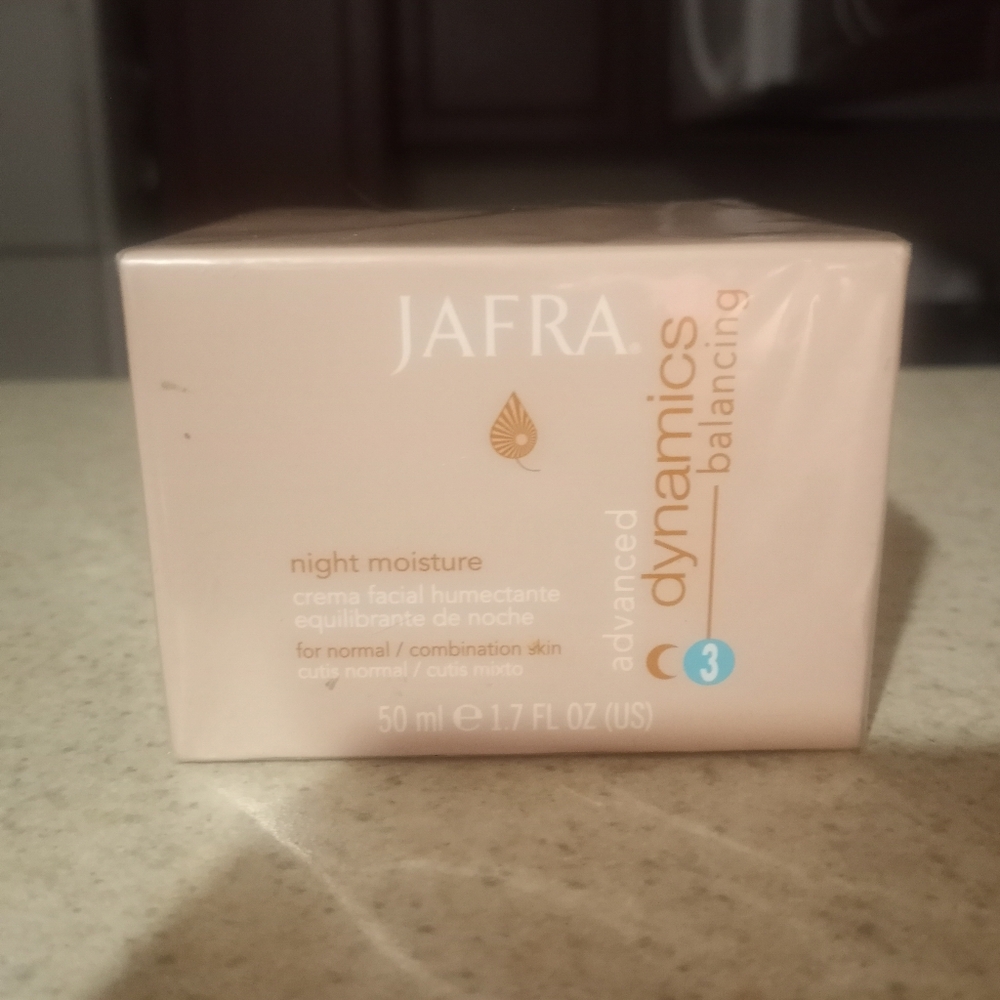 JAFRA®
advanced
dynamics
balancing
night moisture
crema facial humectante
equilibrante de noche
for normal / combination skin
cutis normal / cutis mixto
3
50 ml ℮ 1.7 FL OZ (US)